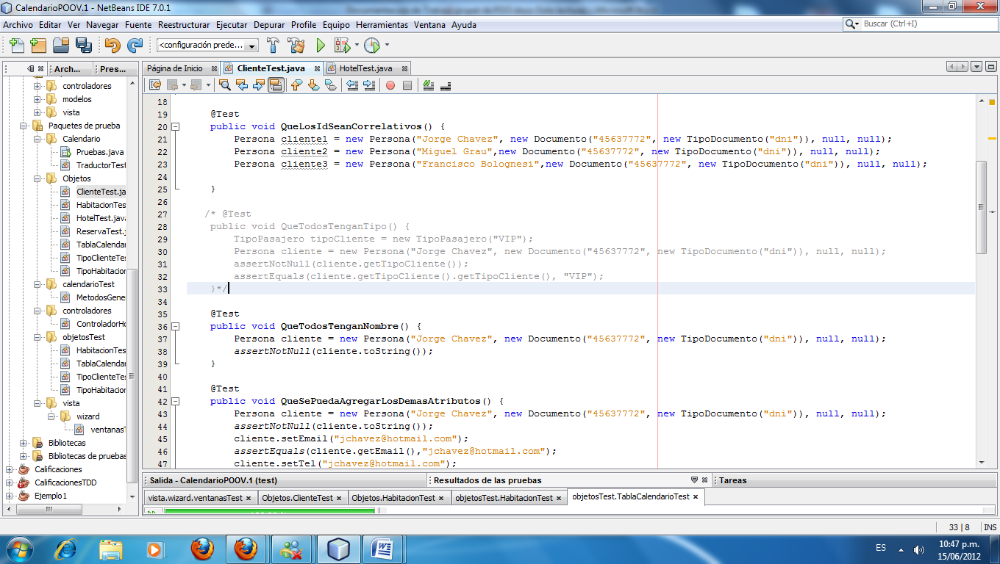 CalendarioPOOV.1 - NetBeans IDE 7.0.1
Archivo Editar Ver Navegar Fuente Reestructurar Ejecutar Depurar Profile Equipo Herramientas Ventana Ayuda
Buscar (Ctrl+I)
<configuración prede...
Arch... Pres...
Página de Inicio ClienteTest.java HotelTest.java
controladores
modelos
vista
Paquetes de prueba
Calendario
Pruebas.java
TraductorTest
Objetos
ClienteTest.ja
HabitacionTes
HotelTest.java
ReservaTest.j
TablaCalendar
TipoClienteTe
TipoHabitacion
calendarioTest
MetodosGene
controladores
ControladorHo
objetosTest
HabitacionTes
TablaCalendar
TipoClienteTes
TipoHabitacion
vista
wizard
ventanasT
Bibliotecas
Bibliotecas de pruebas
Calificaciones
CalificacionesTDD
Ejemplo1
18
19 @Test
20 public void QueLosIdSeanCorrelativos() {
21 Persona cliente1 = new Persona("Jorge Chavez", new Documento("45637772", new TipoDocumento("dni")), null, null);
22 Persona cliente2 = new Persona("Miguel Grau",new Documento("45637772", new TipoDocumento("dni")), null, null);
23 Persona cliente3 = new Persona("Francisco Bolognesi",new Documento("45637772", new TipoDocumento("dni")), null, null);
24
25 }
26
27 /* @Test
28 public void QueTodosTenganTipo() {
29 TipoPasajero tipoCliente = new TipoPasajero("VIP");
30 Persona cliente = new Persona("Jorge Chavez", new Documento("45637772", new TipoDocumento("dni")), null, null);
31 assertNotNull(cliente.getTipoCliente());
32 assertEquals(cliente.getTipoCliente().getTipoCliente(), "VIP");
33 }*/
34
35 @Test
36 public void QueTodosTenganNombre() {
37 Persona cliente = new Persona("Jorge Chavez", new Documento("45637772", new TipoDocumento("dni")), null, null);
38 assertNotNull(cliente.toString());
39 }
40
41 @Test
42 public void QueSePuedaAgregarLosDemasAtributos() {
43 Persona cliente = new Persona("Jorge Chavez", new Documento("45637772", new TipoDocumento("dni")), null, null);
44 assertNotNull(cliente.toString());
45 cliente.setEmail("jchavez@hotmail.com");
46 assertEquals(cliente.getEmail(),"jchavez@hotmail.com");
47 cliente.setTel("jchavez@hotmail.com");
Salida - CalendarioPOOV.1 (test) Resultados de las pruebas Tareas
vista.wizard.ventanasTest Objetos.ClienteTest Objetos.HabitacionTest objetosTest.HabitacionTest objetosTest.TablaCalendarioTest
33 | 8 INS
ES 10:47 p.m.
15/06/2012